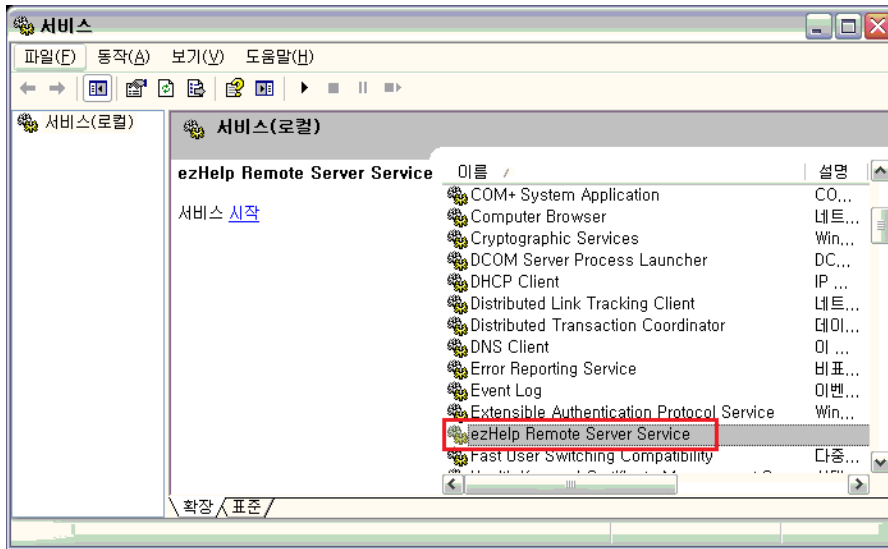 서비스
파일(F) 동작(A) 보기(V) 도움말(H)
서비스(로컬)
서비스(로컬)
ezHelp Remote Server Service
서비스 시작
이름 설명
COM+ System Application CO...
Computer Browser 네트...
Cryptographic Services Win...
DCOM Server Process Launcher DC...
DHCP Client IP ...
Distributed Link Tracking Client 네트...
Distributed Transaction Coordinator 데이...
DNS Client 이 ...
Error Reporting Service 비표...
Event Log 이벤...
Extensible Authentication Protocol Service Win...
ezHelp Remote Server Service
Fast User Switching Compatibility 다중...
확장 표준